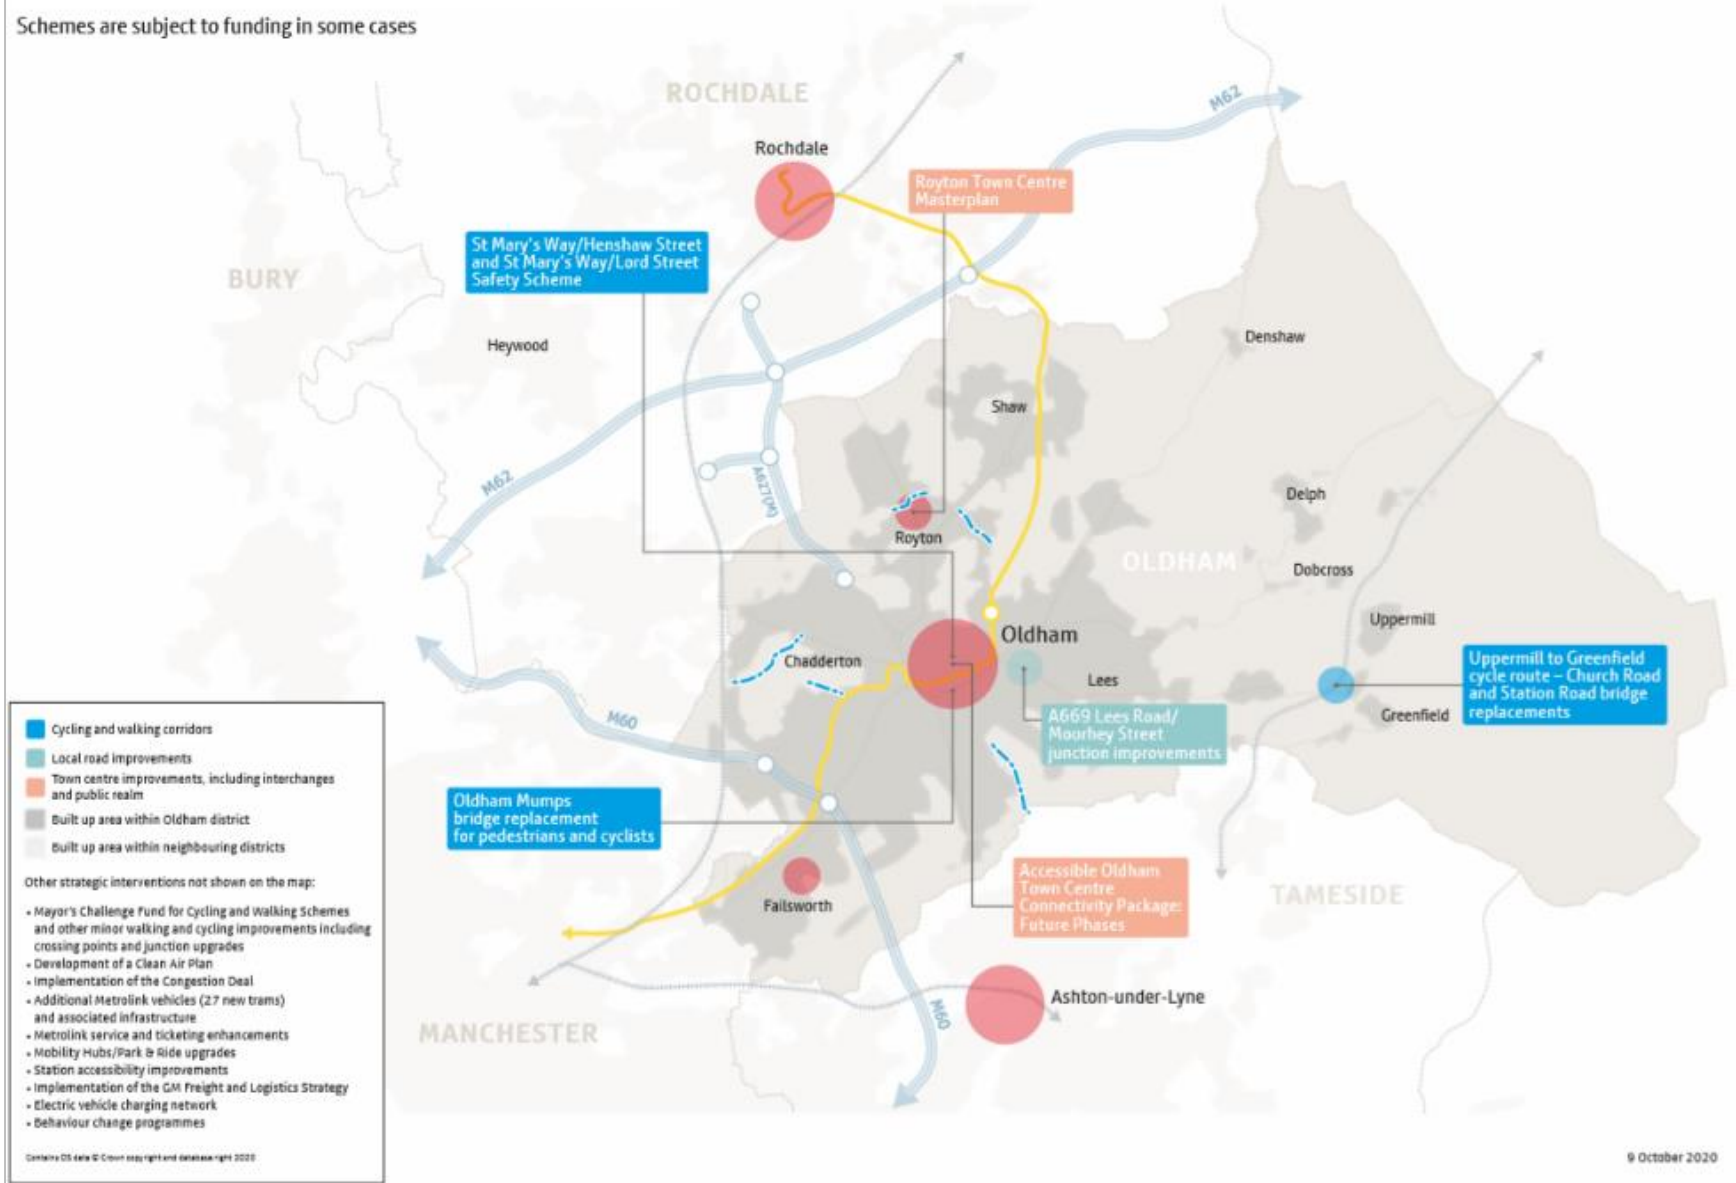 Schemes are subject to funding in some cases
ROCHDALE
M62
Rochdale
Royton Town Centre
Masterplan
St Mary's Way/Henshaw Street
and St Mary's Way/Lord Street
Safety Scheme
BURY
Heywood
Denshaw
Shaw
M62
A627(M)
Delph
Royton
OLDHAM
Dobcross
Uppermill
Oldham
Chadderton
Lees
Uppermill to Greenfield
cycle route – Church Road
and Station Road bridge
replacements
Greenfield
A669 Lees Road/
Moorhey Street
junction improvements
M60
Oldham Mumps
bridge replacement
for pedestrians and cyclists
Accessible Oldham
Town Centre
Connectivity Package:
Future Phases
Failsworth
TAMESIDE
Ashton-under-Lyne
M60
MANCHESTER
Cycling and walking corridors
Local road improvements
Town centre improvements, including interchanges
and public realm
Built up area within Oldham district
Built up area within neighbouring districts
Other strategic interventions not shown on the map:
• Mayor's Challenge Fund for Cycling and Walking Schemes
and other minor walking and cycling improvements including
crossing points and junction upgrades
• Development of a Clean Air Plan
• Implementation of the Congestion Deal
• Additional Metrolink vehicles (27 new trams)
and associated infrastructure
• Metrolink service and ticketing enhancements
• Mobility Hubs/Park & Ride upgrades
• Station accessibility improvements
• Implementation of the GM Freight and Logistics Strategy
• Electric vehicle charging network
• Behaviour change programmes
Contains OS data © Crown copyright and database right 2020
9 October 2020